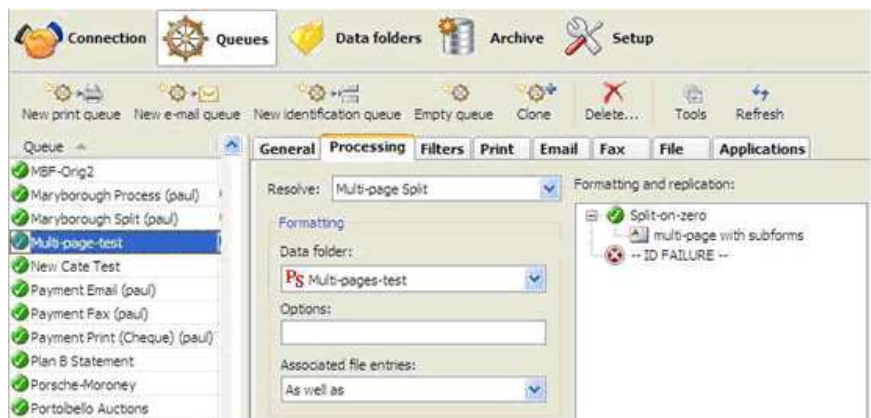 Connection Queues Data folders Archive Setup
New print queue New e-mail queue New identification queue Empty queue Clone Delete... Tools Refresh
Queue
MBF-Orig2
Maryborough Process (paul)
Maryborough Split (paul)
Multi-page-test
New Cate Test
Payment Email (paul)
Payment Fax (paul)
Payment Print (Cheque) (paul)
Plan B Statement
Porsche-Moroney
Portobello Auctions
General Processing Filters Print Email Fax File Applications
Resolve: Multi-page Split
Formatting
Data folder:
PS Multi-pages-test
Options:
Associated file entries:
As well as
Formatting and replication:
Split-on-zero
A multi-page with subforms
-- ID FAILURE --